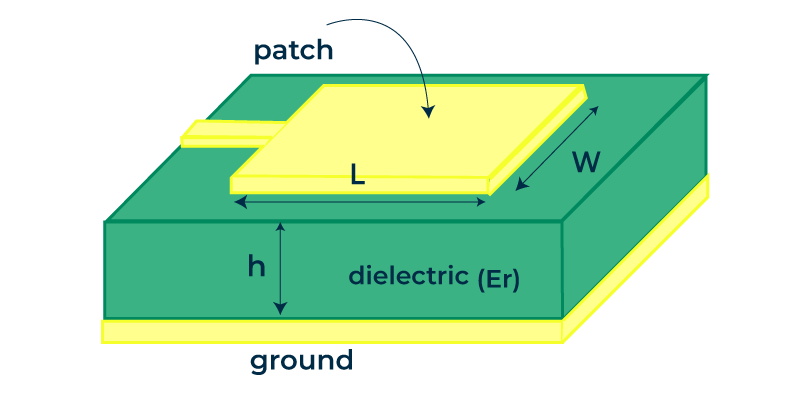 patch
L
W
h
dielectric (Er)
ground